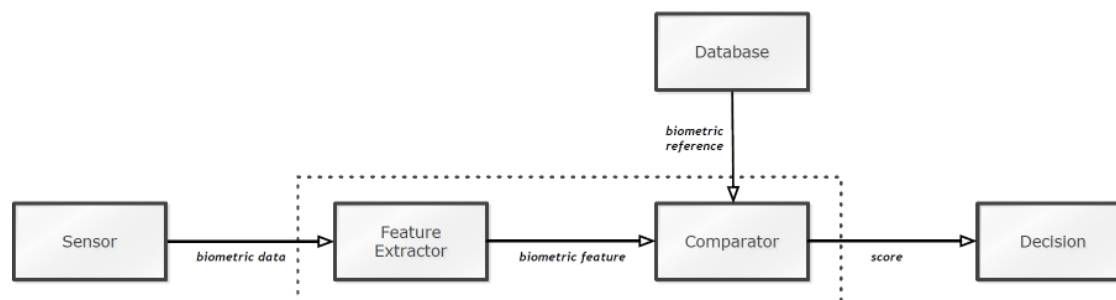 Database
biometric
reference
Sensor
biometric data
Feature
Extractor
biometric feature
Comparator
score
Decision